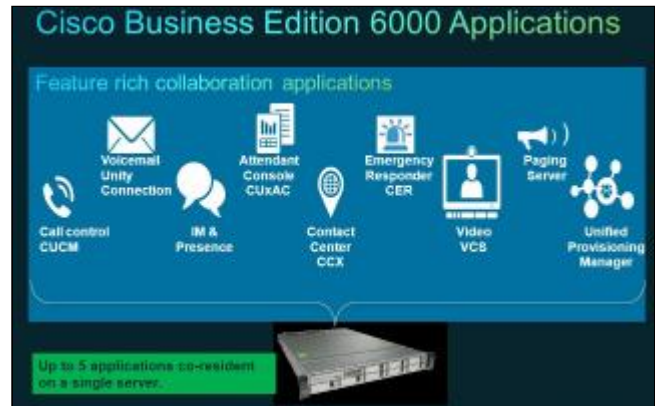 Cisco Business Edition 6000 Applications
Feature rich collaboration applications
Voicemail
Unity
Connection
Attendant
Console
CUxAC
Emergency
Responder
CER
Paging
Server
Call control
CUCM
IM &
Presence
Contact
Center
CCX
Video
VCS
Unified
Provisioning
Manager
Up to 5 applications co-resident
on a single server.